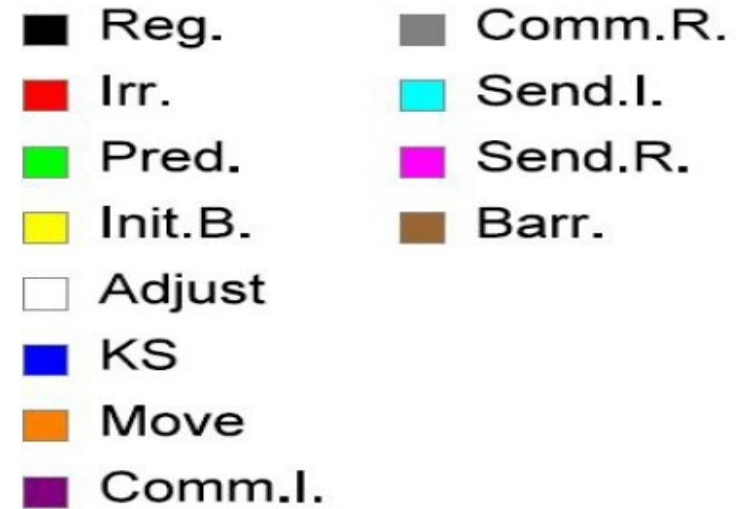 Reg.
Irr.
Pred.
Init.B.
Adjust
KS
Move
Comm.I.
Comm.R.
Send.I.
Send.R.
Barr.